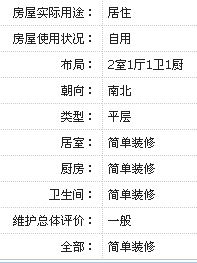 房屋实际用途： 居住
房屋使用状况： 自用
布局： 2室1厅1卫1厨
朝向： 南北
类型： 平层
居室： 简单装修
厨房： 简单装修
卫生间： 简单装修
维护总体评价： 一般
全部： 简单装修